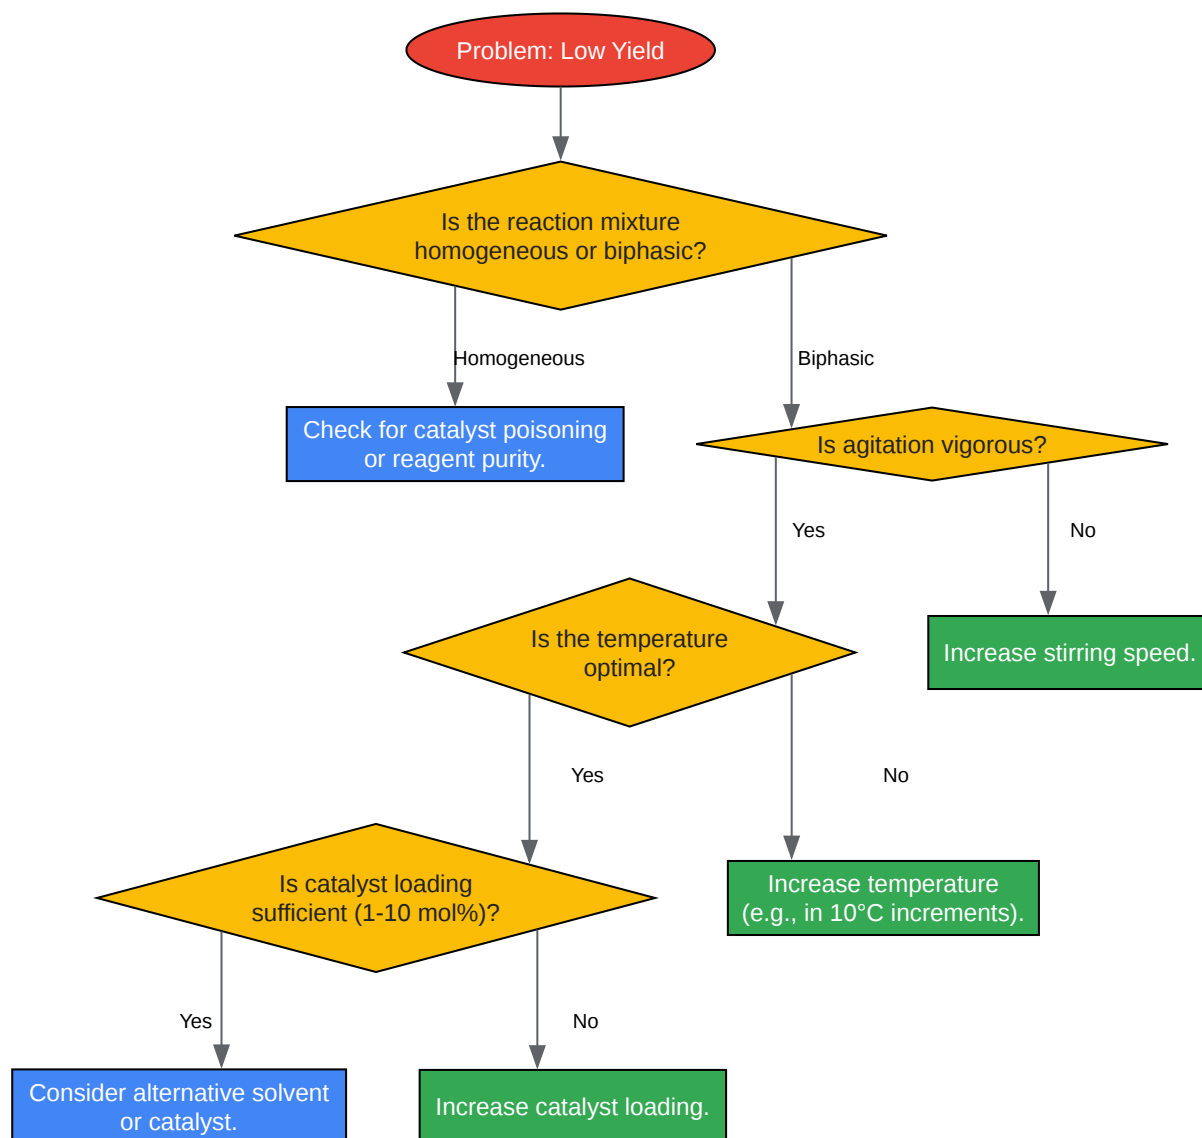 Problem: Low Yield
Is the reaction mixture
homogeneous or biphasic?
Homogeneous
Biphasic
Check for catalyst poisoning
or reagent purity.
Is agitation vigorous?
Yes
No
Is the temperature
optimal?
Increase stirring speed.
Yes
No
Is catalyst loading
sufficient (1-10 mol%)?
Increase temperature
(e.g., in 10°C increments).
Yes
No
Consider alternative solvent
or catalyst.
Increase catalyst loading.